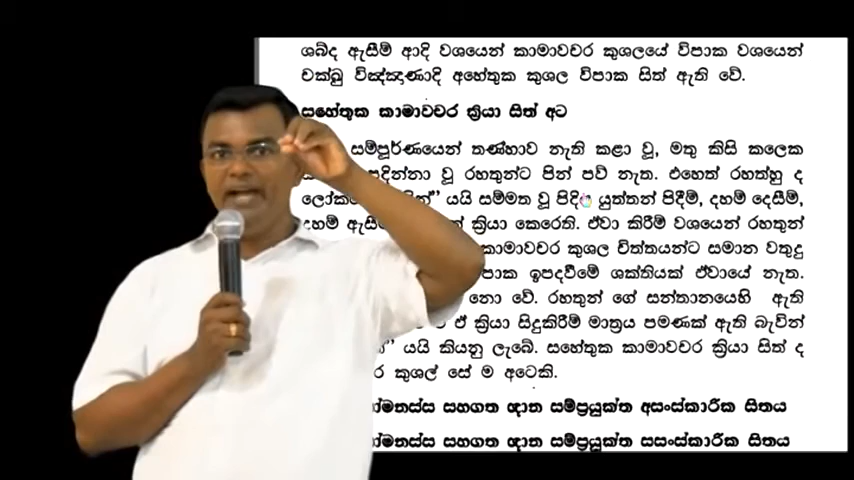 ශබ්ද ඇසීම් ආදි වශයෙන් කාමාවචර කුශලයේ විපාක වශයෙන්
චක්ඛු විඤ්ඤාණාදි අහේතුක කුශල විපාක සිත් ඇති වේ.
සහේතුක කාමාවචර ක්‍රියා සිත් අට
සම්පූර්ණයෙන් තණ්හාව නැති කළා වූ, මතු කිසි කලෙක
වූ රහතුන්ට පින් පව් නැත. එහෙත් රහත්හු ද
යයි සම්මත වූ යුත්තන් පිදීම්, දහම් දෙසීම්,
දහම් ක්‍රියා කෙරෙති. ඒවා කිරීම් වශයෙන් රහතුන්
කාමාවචර කුශල චිත්තයන්ට සමාන වතුදු
ඉපදවීමේ ශක්තියක් ඒවායේ නැත.
නො වේ. රහතුන් ගේ සන්තානයෙහි ඇති
ඒ ක්‍රියා සිදුකිරීම් මාත්‍රය පමණක් ඇති බැවින්
යයි කියනු ලැබේ. සහේතුක කාමාවචර ක්‍රියා සිත් ද
කුශල් සේ ම අටෙකි.
සහගත ඥාන සම්ප්‍රයුක්ත අසංස්කාරික සිතය
සහගත ඥාන සම්ප්‍රයුක්ත සසංස්කාරික සිතය